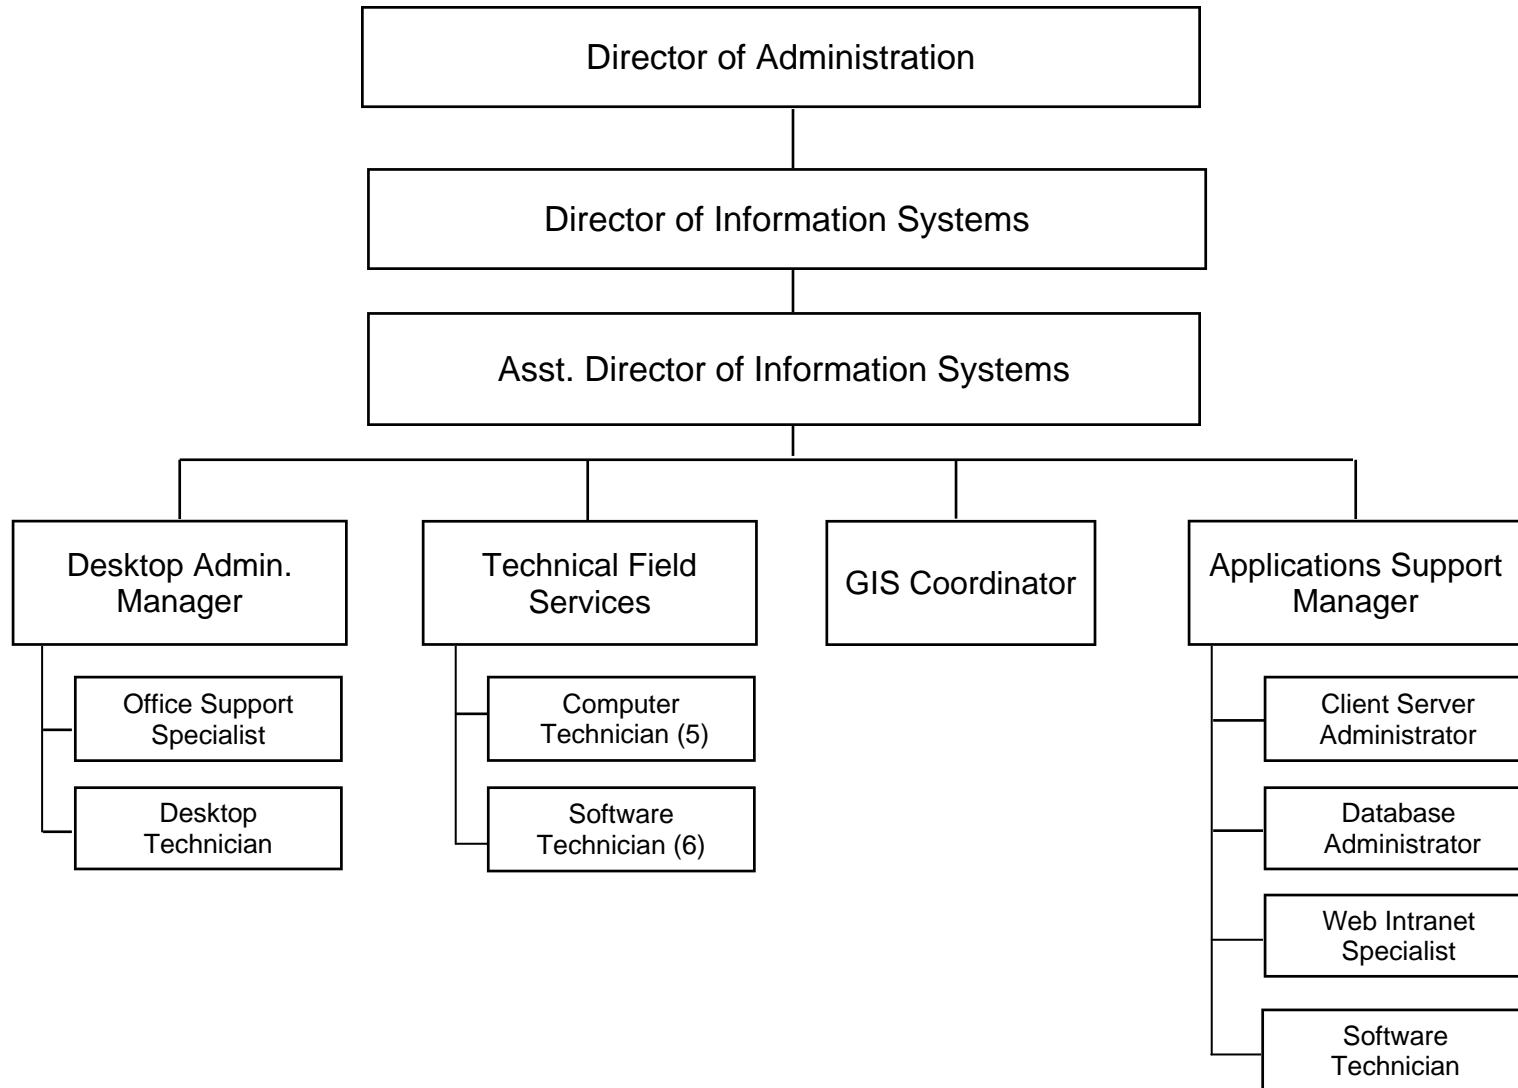 Director of Administration
Director of Information Systems
Asst. Director of Information Systems
Desktop Admin.
Manager
Technical Field
Services
GIS Coordinator
Applications Support
Manager
Office Support
Specialist
Desktop
Technician
Computer
Technician (5)
Software
Technician (6)
Client Server
Administrator
Database
Administrator
Web Intranet
Specialist
Software
Technician